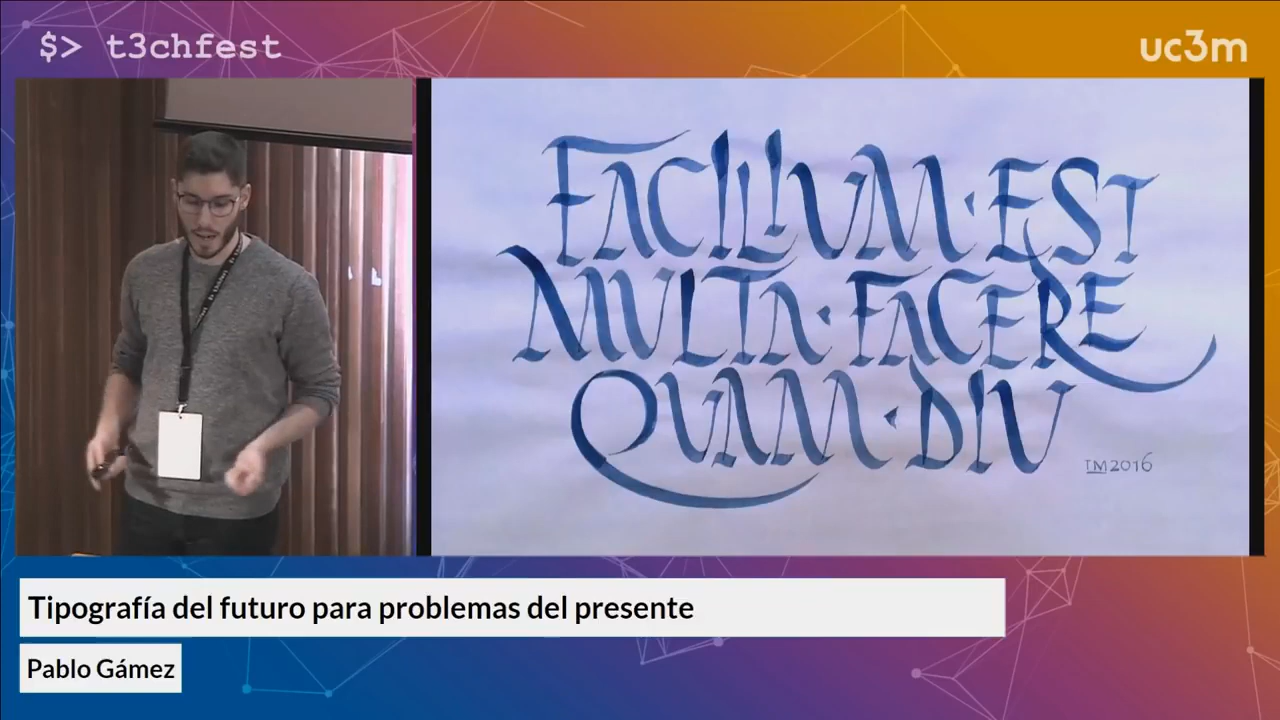 $> t3chfest
uc3m
FACILIUM · EST
MULTA · FACERE
QUAM · DIU
IM2016
Tipografía del futuro para problemas del presente
Pablo Gámez